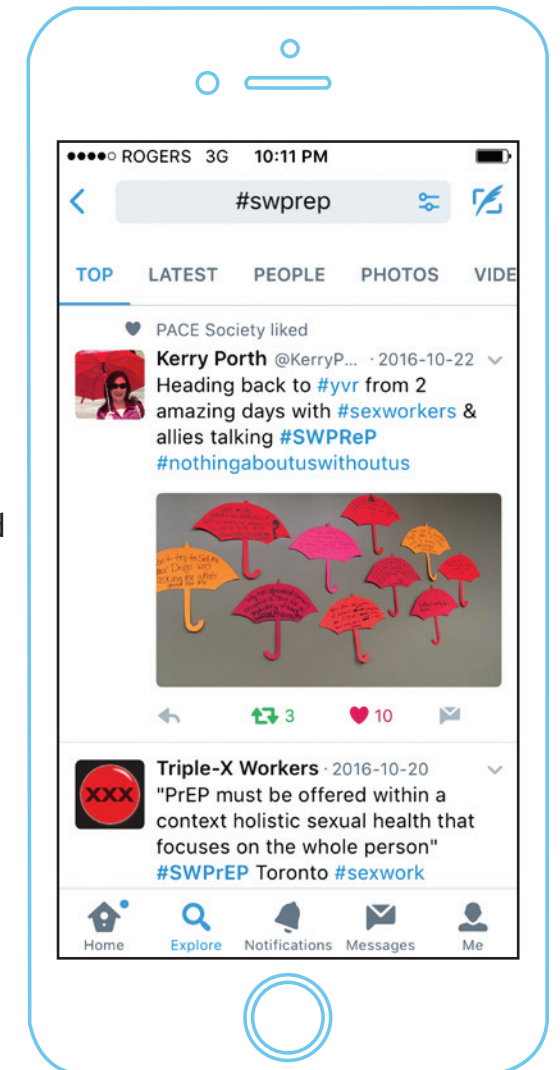 ROGERS 3G 10:11 PM
#swprep
TOP LATEST PEOPLE PHOTOS VIDE
PACE Society liked
Kerry Porth @KerryP... · 2016-10-22
Heading back to #yvr from 2
amazing days with #sexworkers &
allies talking #SWPReP
#nothingaboutuswithoutus
3 10
XXX
Triple-X Workers · 2016-10-20
"PrEP must be offered within a
context holistic sexual health that
focuses on the whole person"
#SWPrEP Toronto #sexwork
Home Explore Notifications Messages Me